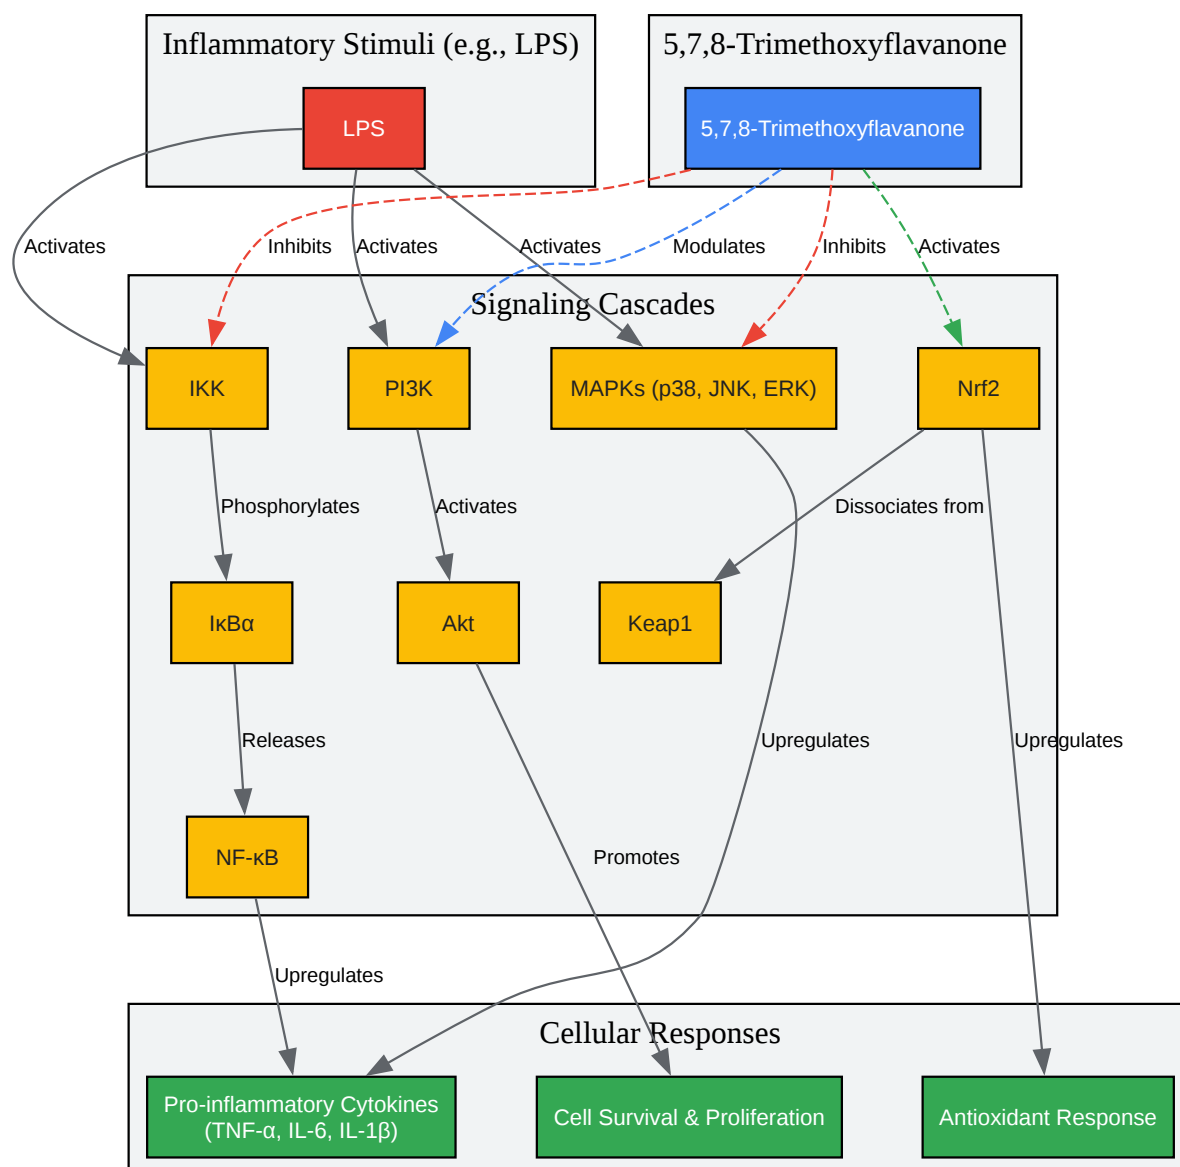 Inflammatory Stimuli (e.g., LPS)
5,7,8-Trimethoxyflavanone
LPS
5,7,8-Trimethoxyflavanone
Activates
Inhibits
Activates
Activates
Modulates
Inhibits
Activates
Signaling Cascades
IKK
PI3K
MAPKs (p38, JNK, ERK)
Nrf2
Phosphorylates
Activates
Dissociates from
IκBα
Akt
Keap1
Releases
Upregulates
Upregulates
NF-κB
Promotes
Upregulates
Cellular Responses
Pro-inflammatory Cytokines
(TNF-α, IL-6, IL-1β)
Cell Survival & Proliferation
Antioxidant Response